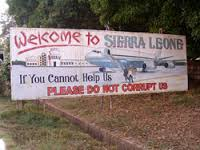 Welcome to
SIERRA LEONE
If You Cannot Help Us
PLEASE DO NOT CORRUPT US